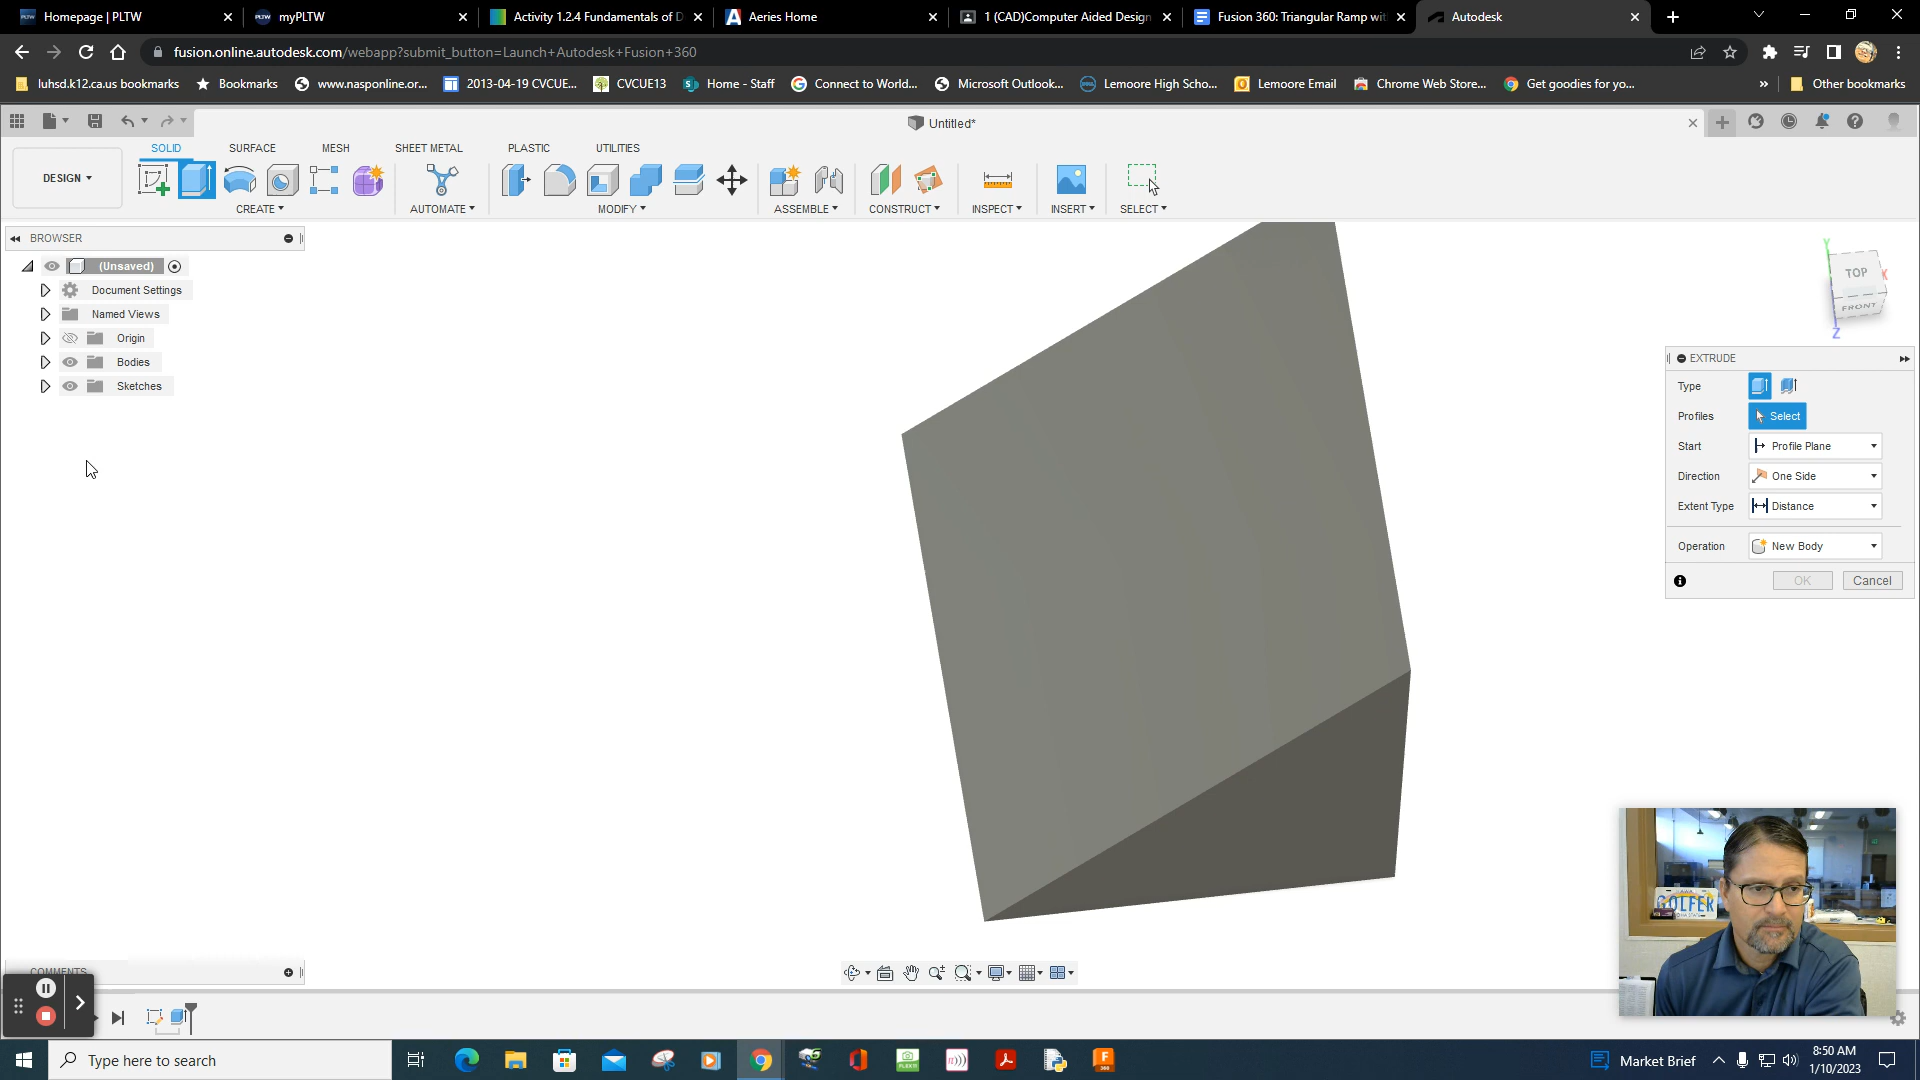 Homepage | PLTW
myPLTW
Activity 1.2.4 Fundamentals of D
Aeries Home
1 (CAD)Computer Aided Design
Fusion 360: Triangular Ramp wit
Autodesk
fusion.online.autodesk.com/webapp?submit_button=Launch+Autodesk+Fusion+360
luhsd.k12.ca.us bookmarks
Bookmarks
www.nasponline.or...
2013-04-19 CVCUE...
CVCUE13
Home - Staff
Connect to World...
Microsoft Outlook...
Lemoore High Scho...
Lemoore Email
Chrome Web Store...
Get goodies for yo...
»
Other bookmarks
Untitled*
SOLID
SURFACE
MESH
SHEET METAL
PLASTIC
UTILITIES
DESIGN
CREATE
AUTOMATE
MODIFY
ASSEMBLE
CONSTRUCT
INSPECT
INSERT
SELECT
BROWSER
(Unsaved)
Document Settings
Named Views
Origin
Bodies
Sketches
Y
TOP
X
FRONT
Z
EXTRUDE
Type
Profiles
Select
Start
Profile Plane
Direction
One Side
Extent Type
Distance
Operation
New Body
OK
Cancel
GOLFER
COMMENTS
Type here to search
Market Brief
8:50 AM
1/10/2023